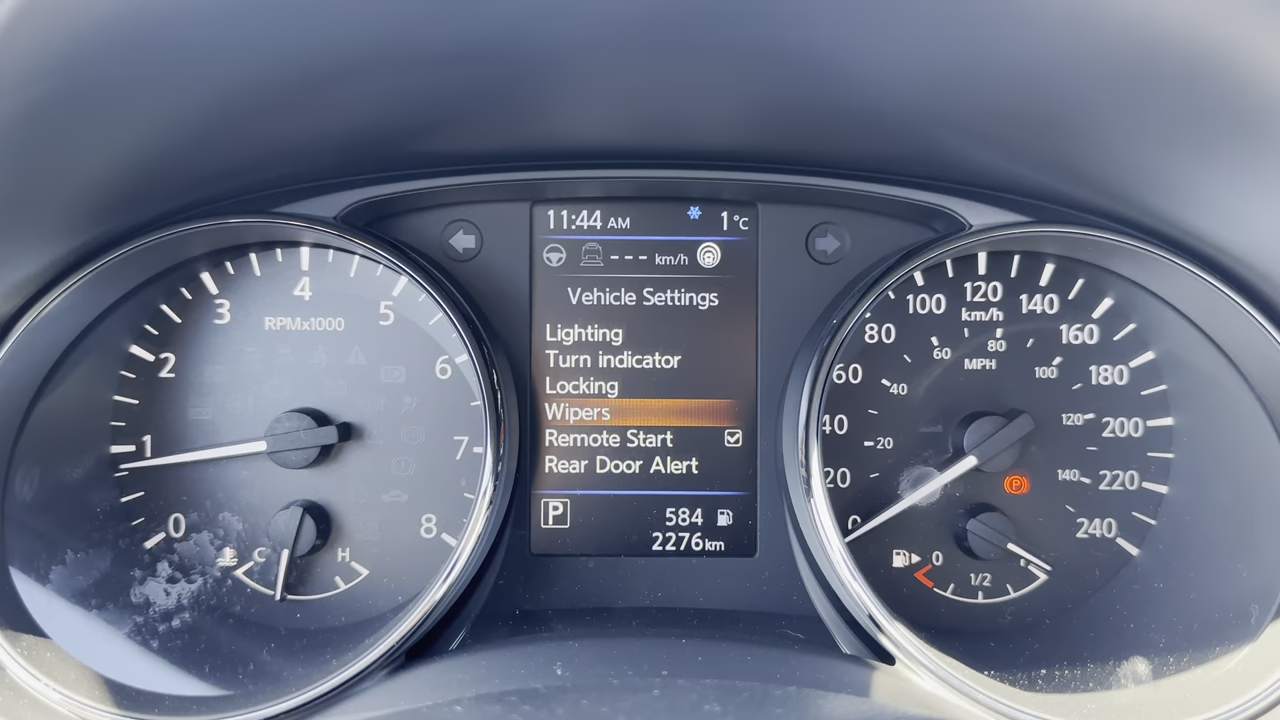 11:44 AM 1°C
--- km/h
Vehicle Settings
Lighting
Turn indicator
Locking
Wipers
Remote Start
Rear Door Alert
P 584
2276km
0 1 2 3 4 5 6 7 8
RPMx1000
C H
0 20 40 60 80 100 120 140 160 180 200 220 240
km/h
20 40 60 80 100 120 140
MPH
P
0 1/2